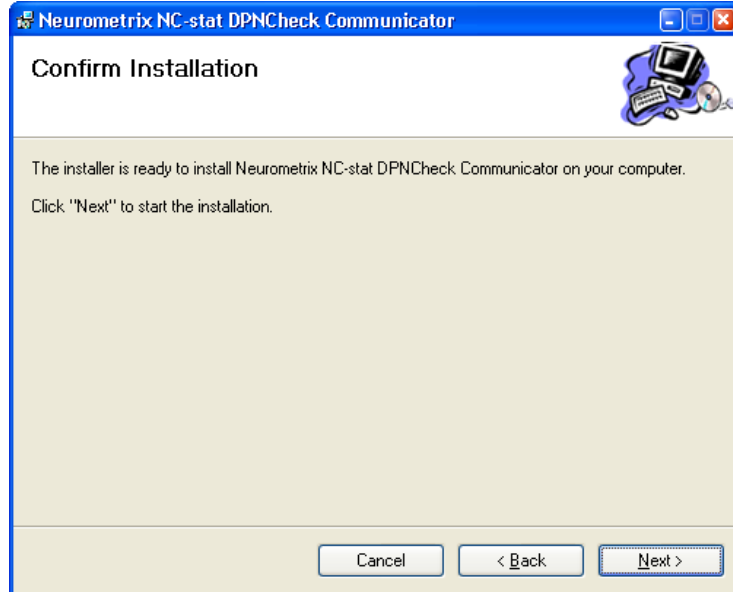 Neurometrix NC-stat DPNCheck Communicator
Confirm Installation
The installer is ready to install Neurometrix NC-stat DPNCheck Communicator on your computer.
Click "Next" to start the installation.
Cancel
< Back
Next >